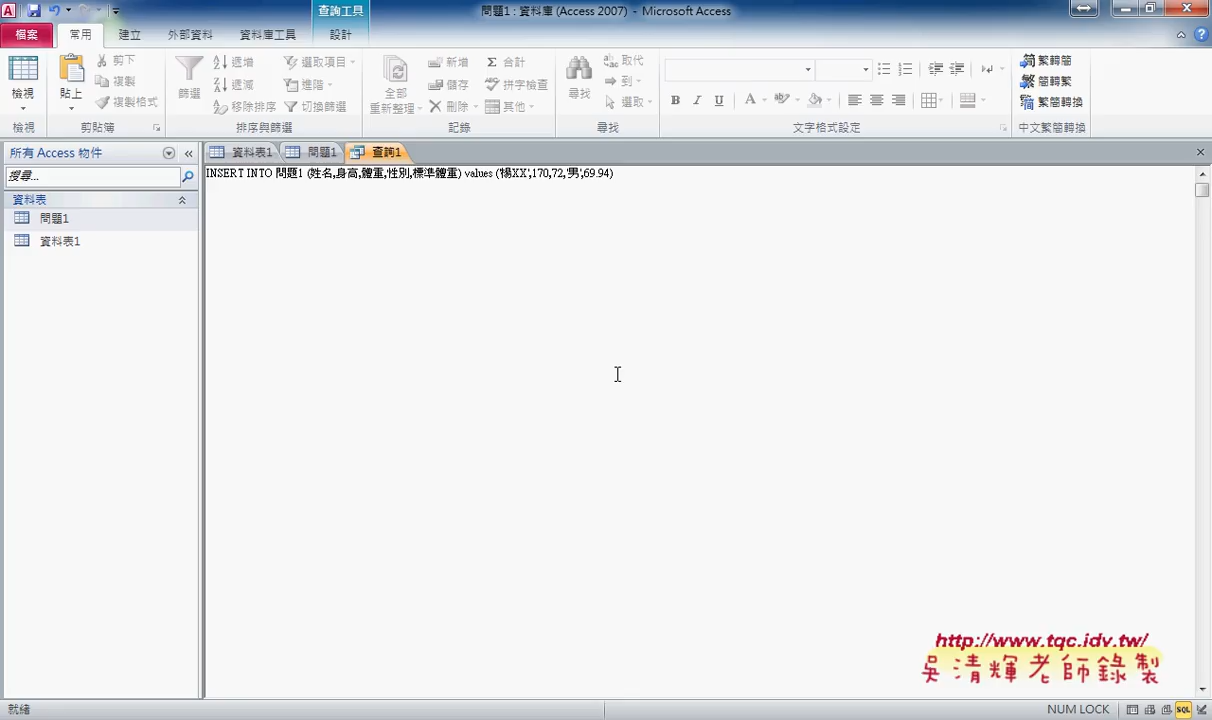 查詢工具
問題1 : 資料庫 (Access 2007) - Microsoft Access
檔案 常用 建立 外部資料 資料庫工具 設計
檢視
檢視
貼上
剪下
複製
複製格式
剪貼簿
篩選
遞增
遞減
移除排序
選取項目
進階
切換篩選
排序與篩選
全部
重新整理
新增
儲存
刪除
合計
拼字檢查
其他
記錄
尋找
取代
到
選取
尋找
B I U
文字格式設定
繁轉簡
簡轉繁
繁簡轉換
中文繁簡轉換
所有 Access 物件
搜尋...
資料表
問題1
資料表1
資料表1 問題1 查詢1
INSERT INTO 問題1 (姓名,身高,體重,性別,標準體重) values ('楊XX',170,72,'男',69.94)
http://www.tqc.idv.tw/
吳清輝老師錄製
就緒
NUM LOCK
SQL